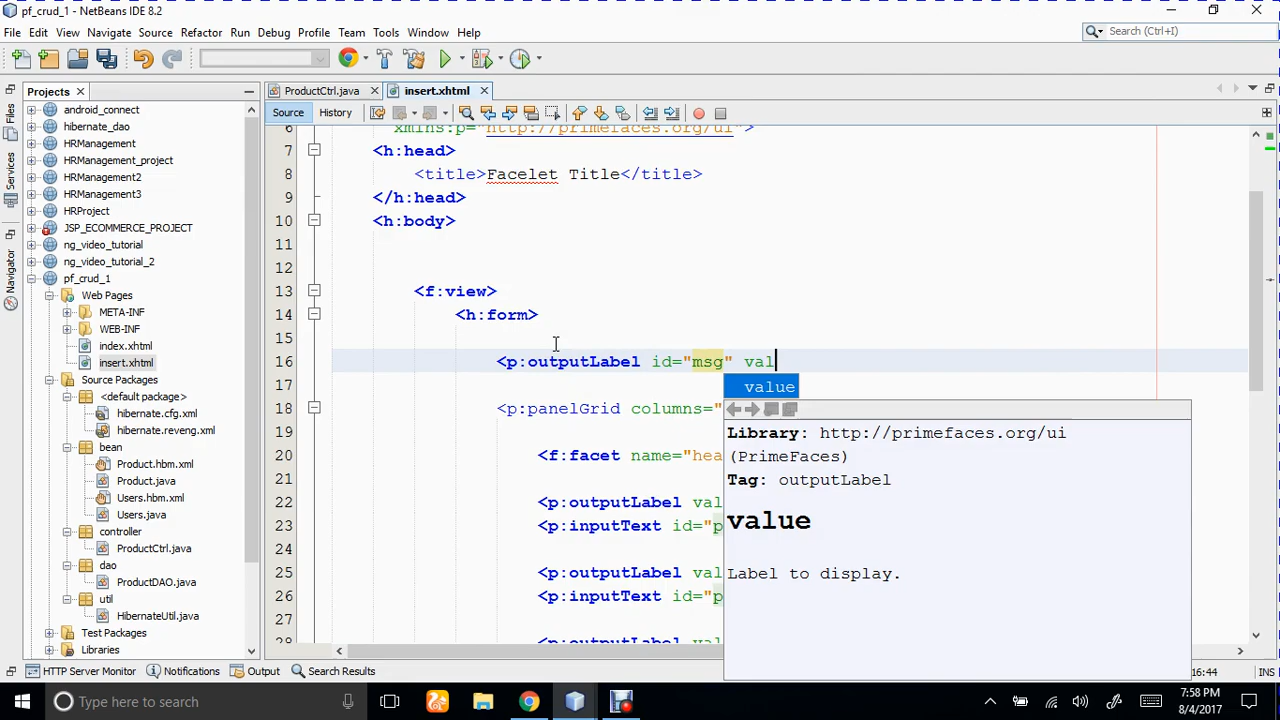 pf_crud_1 - NetBeans IDE 8.2
File Edit View Navigate Source Refactor Run Debug Profile Team Tools Window Help
Search (Ctrl+I)
Projects
ProductCtrl.java
insert.xhtml
Source History
Files
Services
Navigator
android_connect
hibernate_dao
HRManagement
HRManagement_project
HRManagement2
HRManagement3
HRProject
JSP_ECOMMERCE_PROJECT
ng_video_tutorial
ng_video_tutorial_2
pf_crud_1
Web Pages
META-INF
WEB-INF
index.xhtml
insert.xhtml
Source Packages
<default package>
hibernate.cfg.xml
hibernate.reveng.xml
bean
Product.hbm.xml
Product.java
Users.hbm.xml
Users.java
controller
ProductCtrl.java
dao
ProductDAO.java
util
HibernateUtil.java
Test Packages
Libraries
6 xmlns:p="http://primefaces.org/ui">
7 <h:head>
8 <title>Facelet Title</title>
9 </h:head>
10 <h:body>
11
12
13 <f:view>
14 <h:form>
15
16 <p:outputLabel id="msg" val
17
18 <p:panelGrid columns="
19
20 <f:facet name="hea
21
22 <p:outputLabel val
23 <p:inputText id="p
24
25 <p:outputLabel val
26 <p:inputText id="p
27
28 <p:outputLabel val
value
Library: http://primefaces.org/ui
(PrimeFaces)
Tag: outputLabel
value
Label to display.
HTTP Server Monitor Notifications Output Search Results
16:44 INS
Type here to search
7:58 PM
8/4/2017